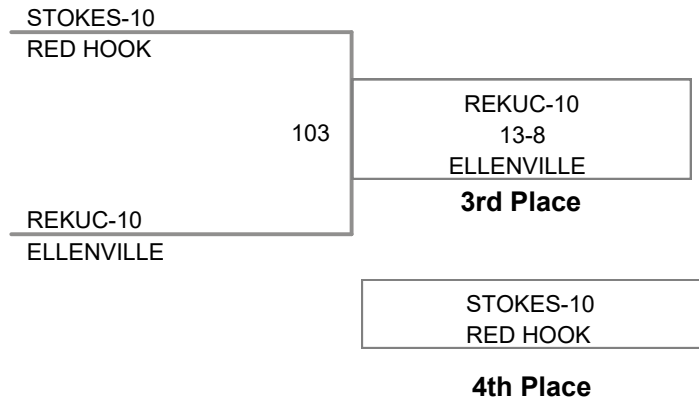 STOKES-10
RED HOOK
103
REKUC-10
13-8
ELLENVILLE
3rd Place
REKUC-10
ELLENVILLE
STOKES-10
RED HOOK
4th Place